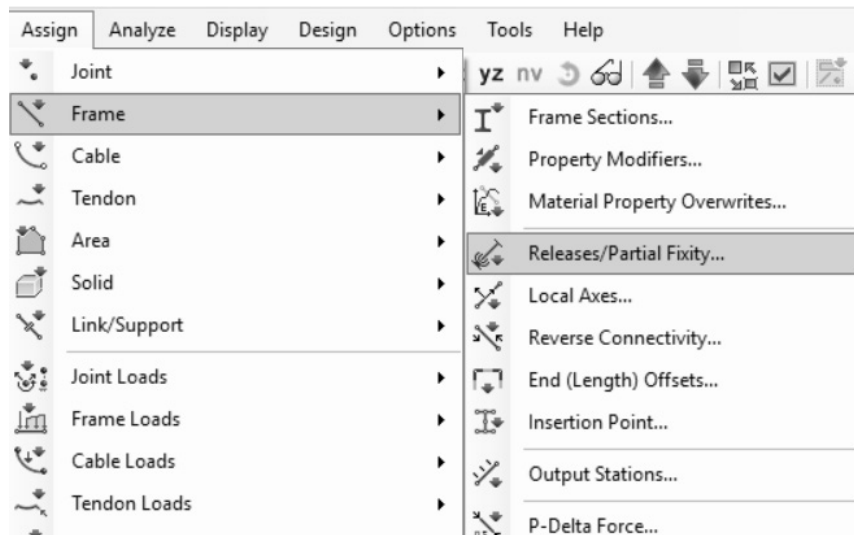 Assign Analyze Display Design Options Tools Help
yz nv
Joint
Frame
Cable
Tendon
Area
Solid
Link/Support
Joint Loads
Frame Loads
Cable Loads
Tendon Loads
Frame Sections...
Property Modifiers...
Material Property Overwrites...
Releases/Partial Fixity...
Local Axes...
Reverse Connectivity...
End (Length) Offsets...
Insertion Point...
Output Stations...
P-Delta Force...